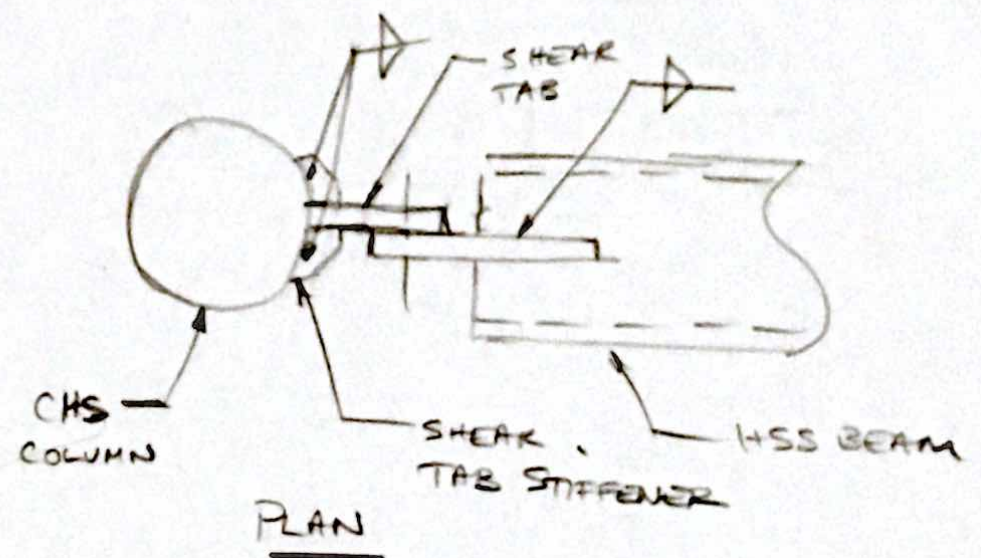 SHEAR
TAB
CHS
COLUMN
SHEAR
TAB STIFFENER
HSS BEAM
PLAN